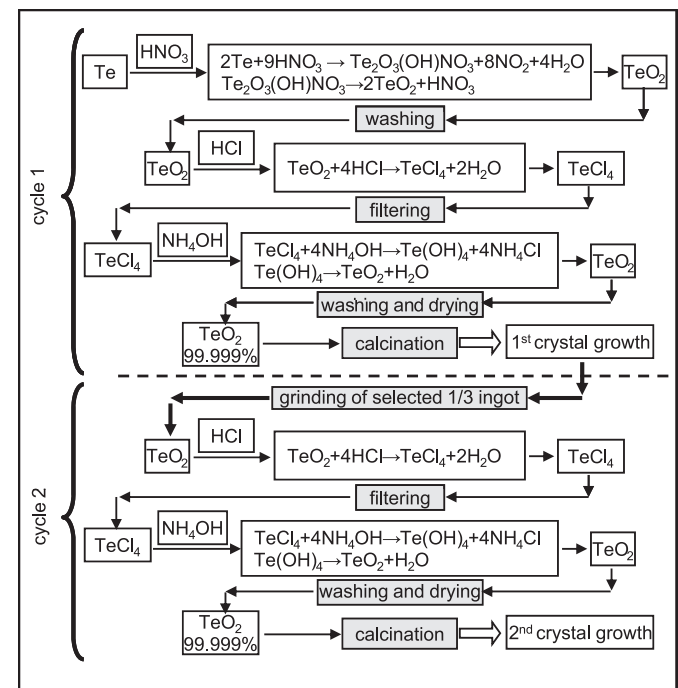 cycle 1
Te
HNO₃
2Te+9HNO₃ → Te₂O₃(OH)NO₃+8NO₂+4H₂O
Te₂O₃(OH)NO₃→2TeO₂+HNO₃
TeO₂
washing
TeO₂
HCl
TeO₂+4HCl→TeCl₄+2H₂O
TeCl₄
filtering
TeCl₄
NH₄OH
TeCl₄+4NH₄OH→Te(OH)₄+4NH₄Cl
Te(OH)₄→TeO₂+H₂O
TeO₂
washing and drying
TeO₂
99.999%
calcination
1ˢᵗ crystal growth
cycle 2
grinding of selected 1/3 ingot
TeO₂
HCl
TeO₂+4HCl→TeCl₄+2H₂O
TeCl₄
filtering
TeCl₄
NH₄OH
TeCl₄+4NH₄OH→Te(OH)₄+4NH₄Cl
Te(OH)₄→TeO₂+H₂O
TeO₂
washing and drying
TeO₂
99.999%
calcination
2ⁿᵈ crystal growth